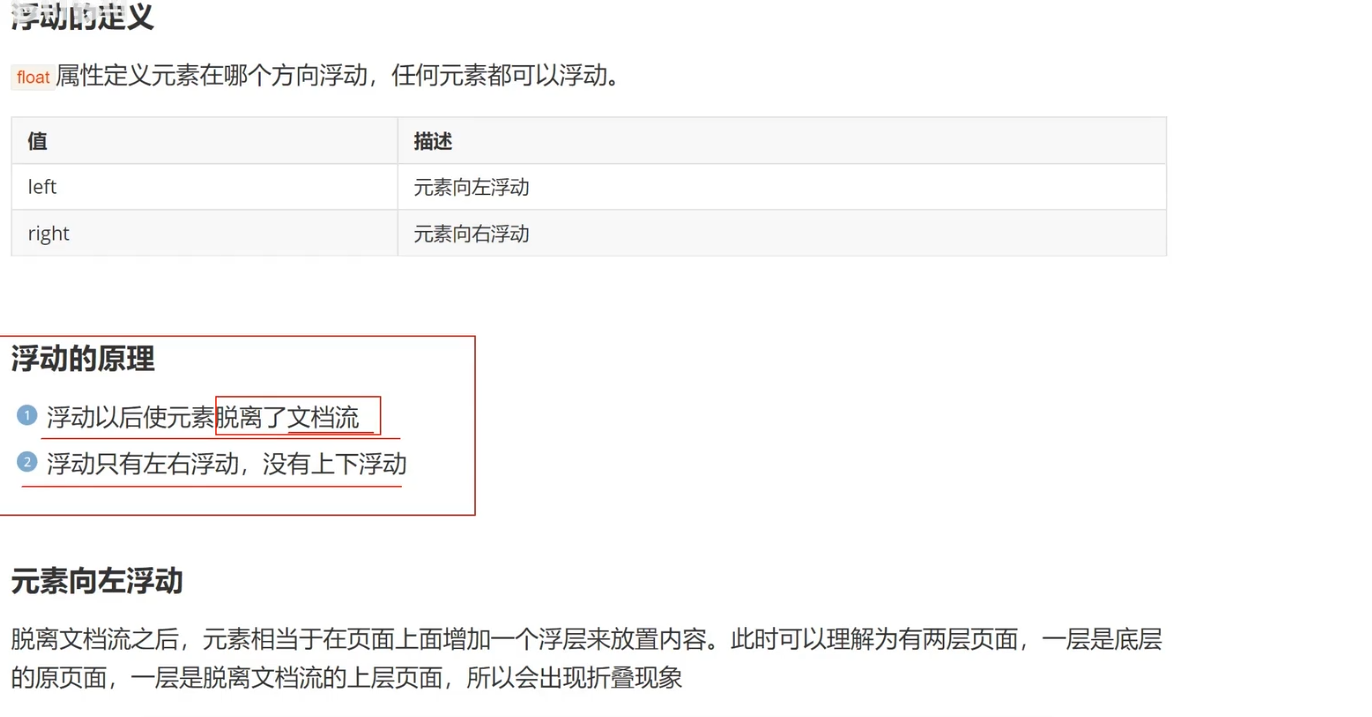 浮动的定义
float属性定义元素在哪个方向浮动，任何元素都可以浮动。
值 描述
left 元素向左浮动
right 元素向右浮动
浮动的原理
1 浮动以后使元素脱离了文档流
2 浮动只有左右浮动，没有上下浮动
元素向左浮动
脱离文档流之后，元素相当于在页面上面增加一个浮层来放置内容。此时可以理解为有两层页面，一层是底层
的原页面，一层是脱离文档流的上层页面，所以会出现折叠现象